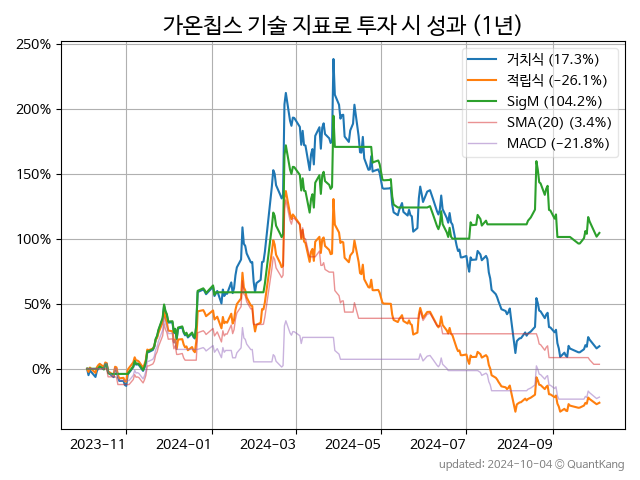 가온칩스 기술 지표로 투자 시 성과 (1년)
250%
200%
150%
100%
50%
0%
거치식 (17.3%)
적립식 (-26.1%)
SigM (104.2%)
SMA(20) (3.4%)
MACD (-21.8%)
2023-11
2024-01
2024-03
2024-05
2024-07
2024-09
updated: 2024-10-04 © QuantKang